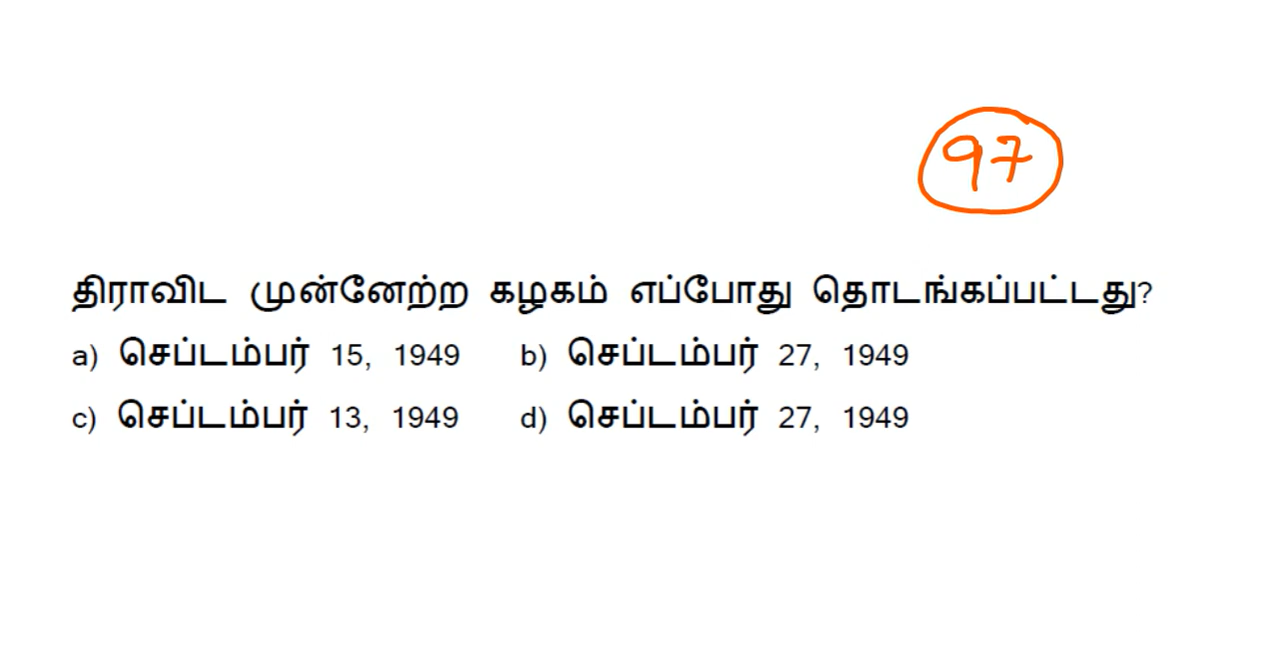 97
திராவிட முன்னேற்ற கழகம் எப்போது தொடங்கப்பட்டது?
a) செப்டம்பர் 15, 1949 b) செப்டம்பர் 27, 1949
c) செப்டம்பர் 13, 1949 d) செப்டம்பர் 27, 1949